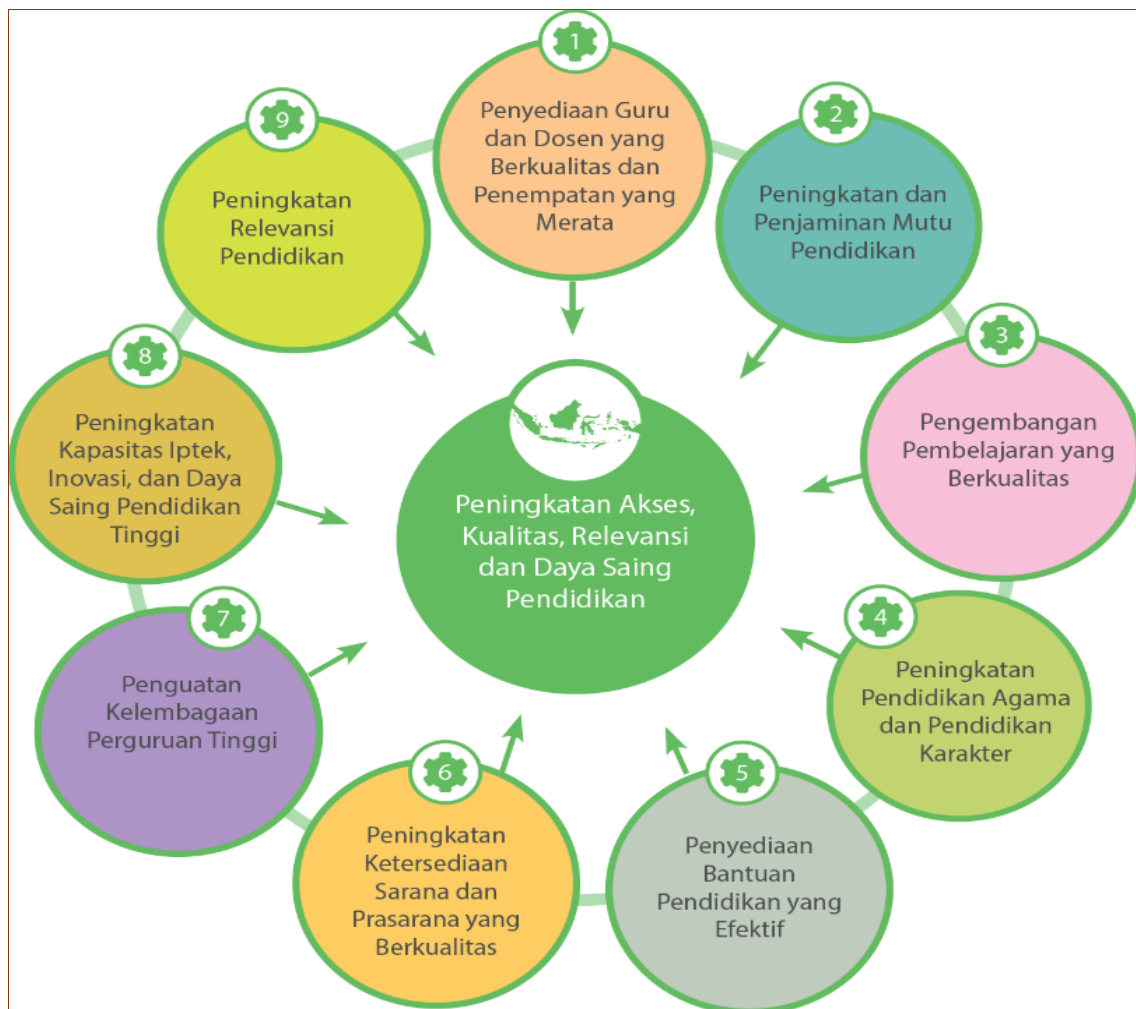 1
Penyediaan Guru
dan Dosen yang
Berkualitas dan
Penempatan yang
Merata
2
Peningkatan dan
Penjaminan Mutu
Pendidikan
3
Pengembangan
Pembelajaran yang
Berkualitas
4
Peningkatan
Pendidikan Agama
dan Pendidikan
Karakter
5
Penyediaan
Bantuan
Pendidikan yang
Efektif
6
Peningkatan
Ketersediaan
Sarana dan
Prasarana yang
Berkualitas
7
Penguatan
Kelembagaan
Perguruan Tinggi
8
Peningkatan
Kapasitas Iptek,
Inovasi, dan Daya
Saing Pendidikan
Tinggi
9
Peningkatan
Relevansi
Pendidikan
Peningkatan Akses,
Kualitas, Relevansi
dan Daya Saing
Pendidikan